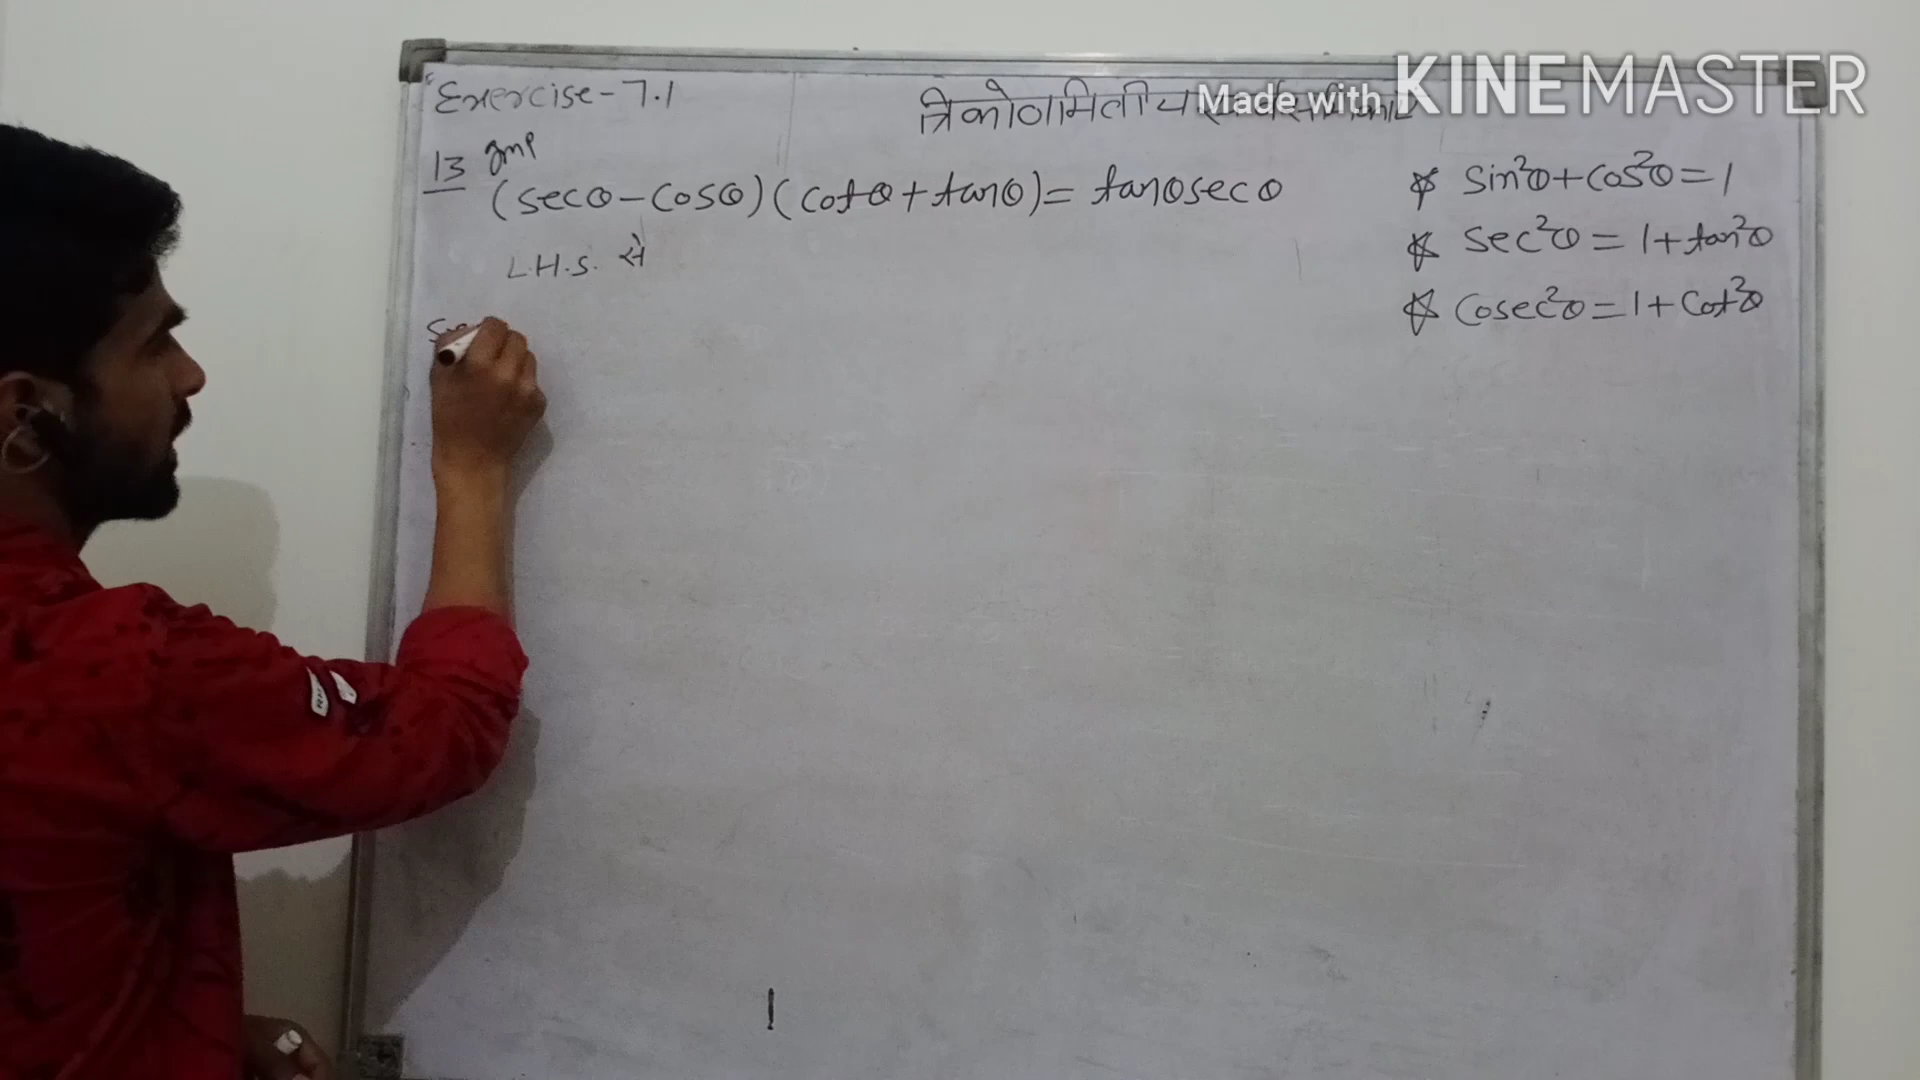 Exercise-7.1
त्रिकोणमितीय
Made with KINEMASTER
13 Imp
(secθ-cosθ)(cotθ+tanθ)= tanθsecθ
☆ sin²θ+cos²θ=1
L.H.S. से
☆ sec²θ=1+tan²θ
☆ cosec²θ=1+cot²θ